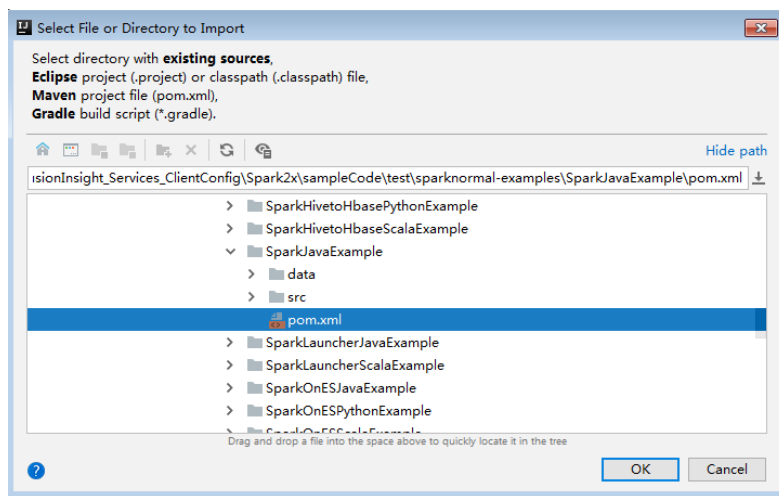 Select File or Directory to Import
Select directory with existing sources,
Eclipse project (.project) or classpath (.classpath) file,
Maven project file (pom.xml),
Gradle build script (*.gradle).
Hide path
ısionInsight_Services_ClientConfig\Spark2x\sampleCode\test\sparknormal-examples\SparkJavaExample\pom.xml
SparkHivetoHbasePythonExample
SparkHivetoHbaseScalaExample
SparkJavaExample
data
src
pom.xml
SparkLauncherJavaExample
SparkLauncherScalaExample
SparkOnESJavaExample
SparkOnESPythonExample
Drag and drop a file into the space above to quickly locate it in the tree
?
OK Cancel